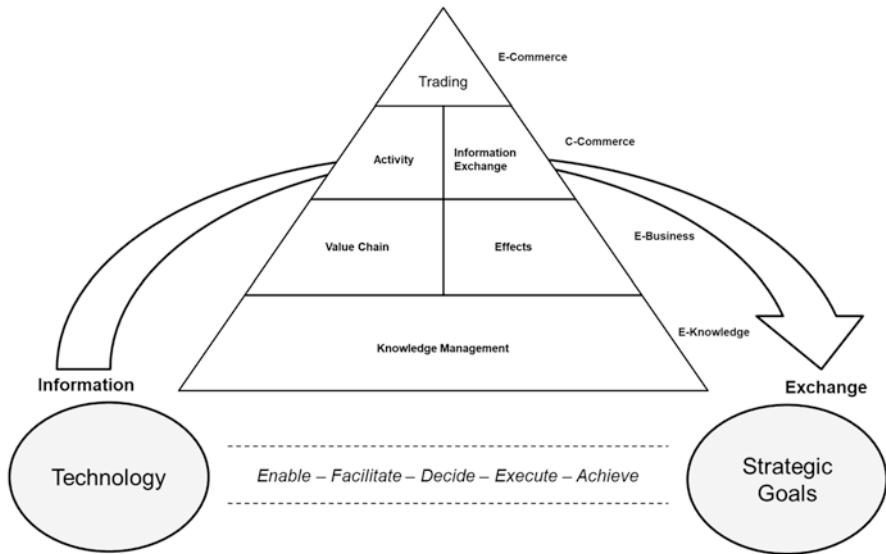 E-Commerce
Trading
C-Commerce
Activity
Information
Exchange
E-Business
Value Chain
Effects
E-Knowledge
Knowledge Management
Information
Exchange
Technology
Enable – Facilitate – Decide – Execute – Achieve
Strategic
Goals